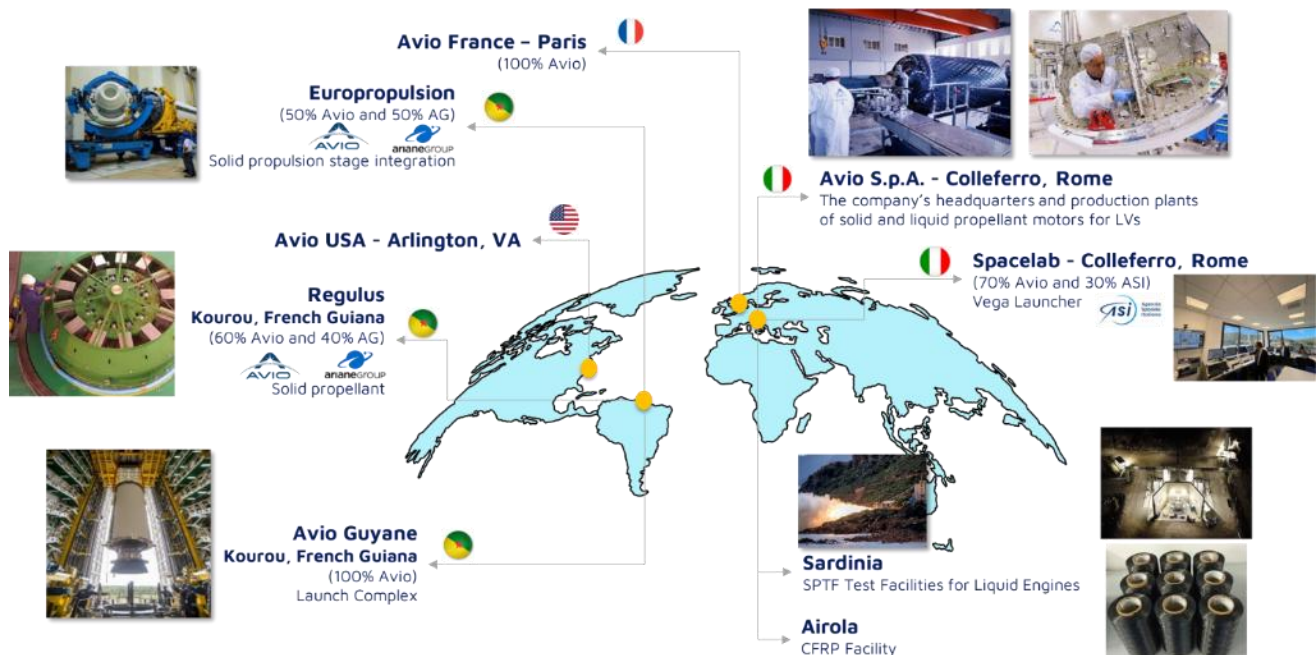 Avio France – Paris
(100% Avio)
Europropulsion
(50% Avio and 50% AG)
AVIO
arianeGROUP
Solid propulsion stage integration
Avio USA - Arlington, VA
Regulus
Kourou, French Guiana
(60% Avio and 40% AG)
AVIO
arianeGROUP
Solid propellant
Avio Guyane
Kourou, French Guiana
(100% Avio)
Launch Complex
Avio S.p.A. - Colleferro, Rome
The company's headquarters and production plants
of solid and liquid propellant motors for LVs
Spacelab - Colleferro, Rome
(70% Avio and 30% ASI)
Vega Launcher
asi
Agenzia
Spaziale
Italiana
Sardinia
SPTF Test Facilities for Liquid Engines
Airola
CFRP Facility